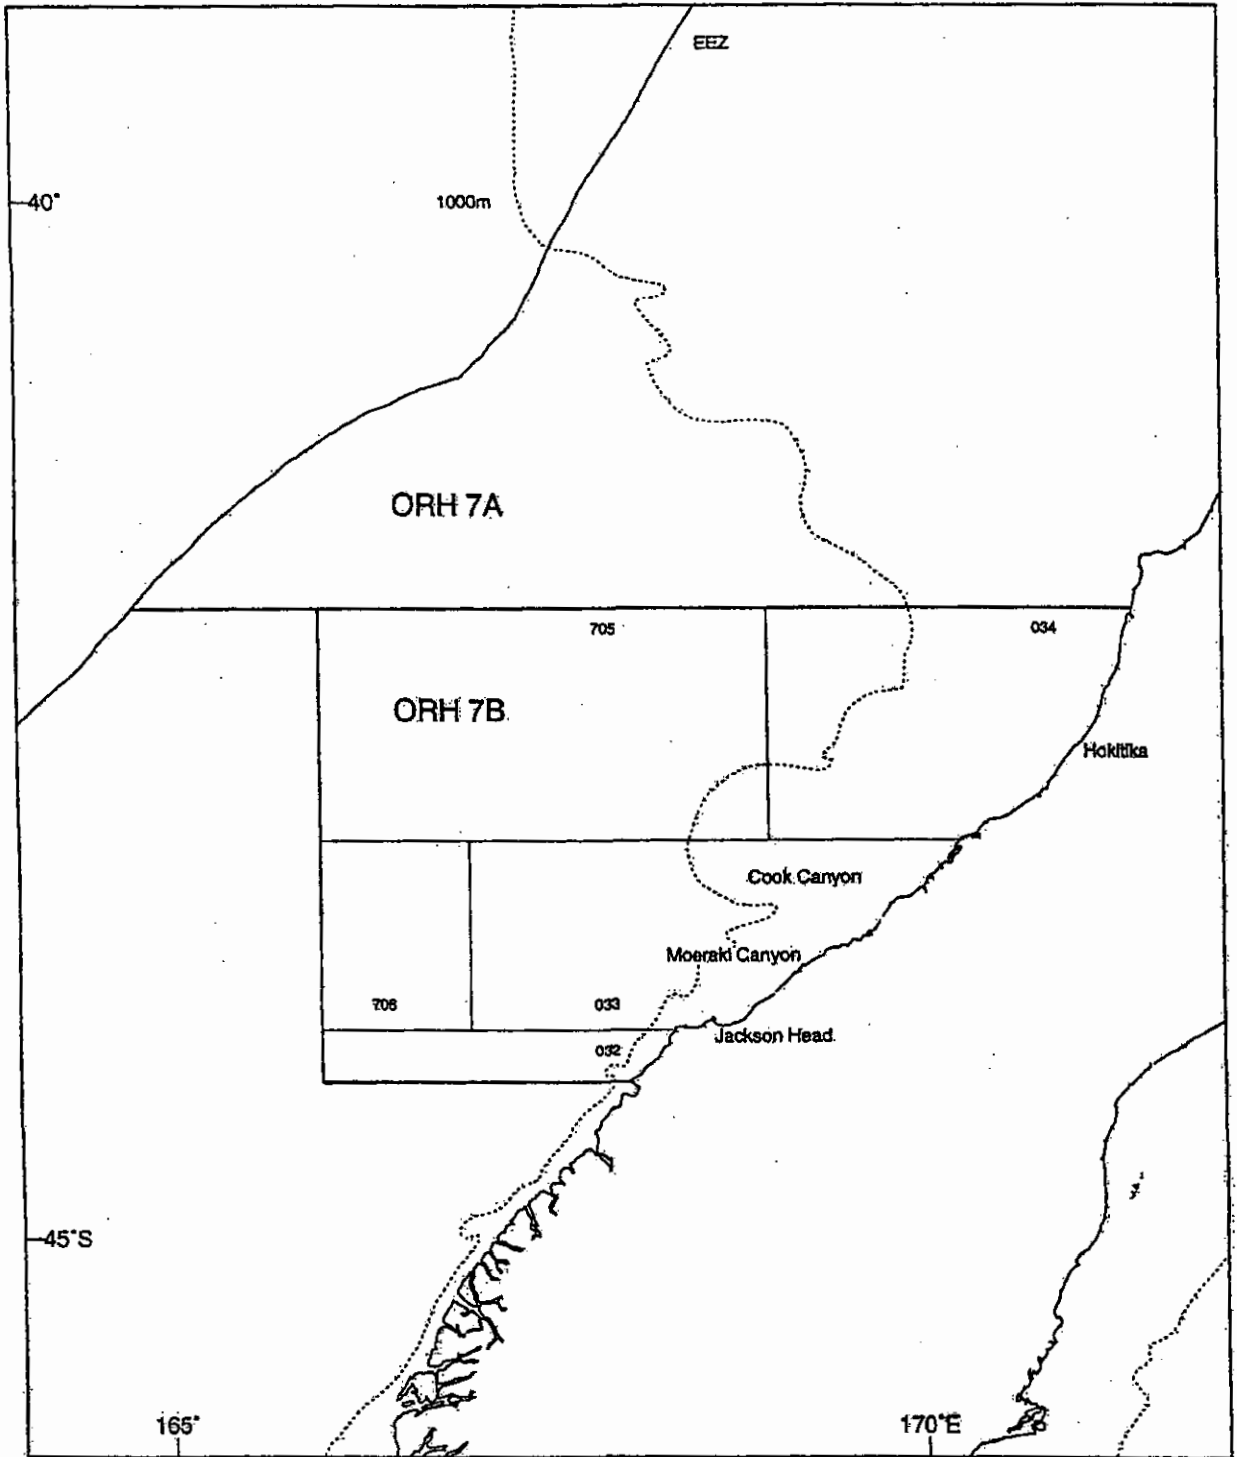 EEZ
40°
1000m
ORH 7A
705
034
ORH 7B
Hokitika
Cook Canyon
Moeraki Canyon
706
033
Jackson Head
032
45°S
165°
170°E